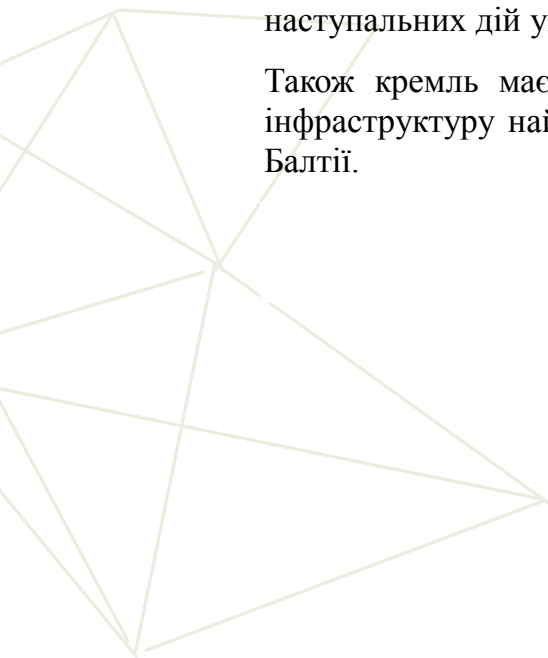 наступальних дій
Також кремль має
інфраструктуру
Балтії.